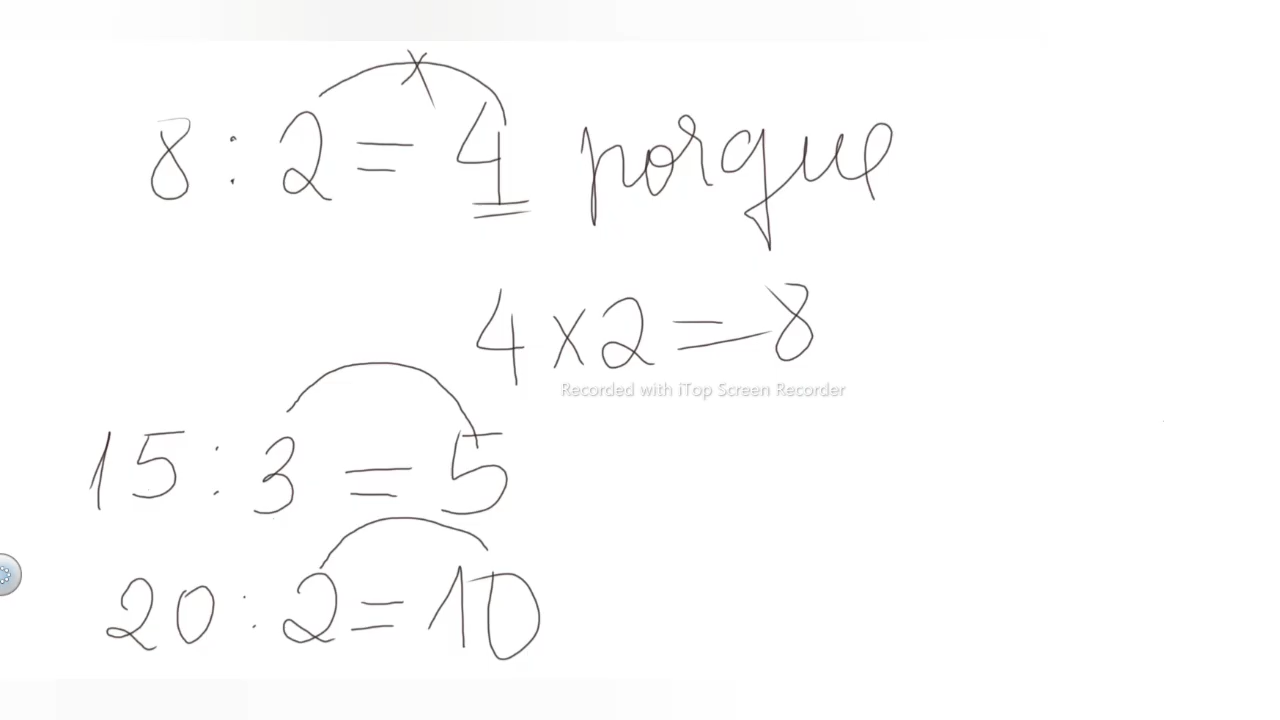 x
8 : 2 = 4 porque
4 x 2 = 8
Recorded with iTop Screen Recorder
15 : 3 = 5
20 : 2 = 10